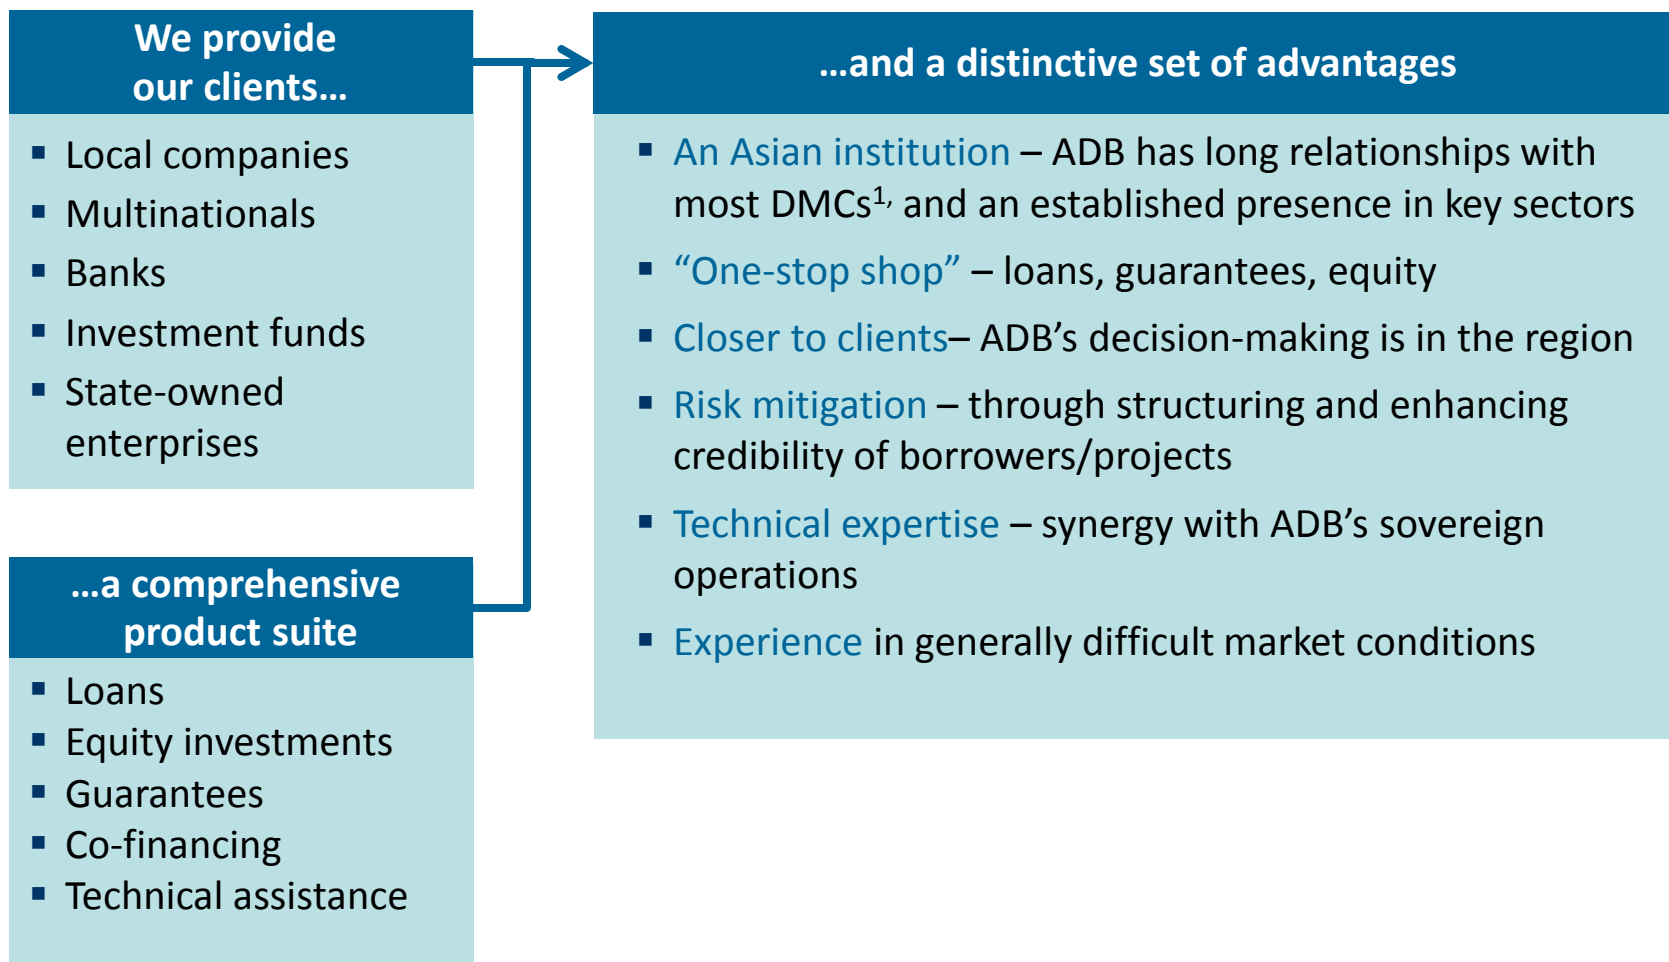 We provide
our clients…
▪ Local companies
▪ Multinationals
▪ Banks
▪ Investment funds
▪ State-owned
enterprises
…a comprehensive
product suite
▪ Loans
▪ Equity investments
▪ Guarantees
▪ Co-financing
▪ Technical assistance
…and a distinctive set of advantages
▪ An Asian institution – ADB has long relationships with
most DMCs¹, and an established presence in key sectors
▪ “One-stop shop” – loans, guarantees, equity
▪ Closer to clients– ADB’s decision-making is in the region
▪ Risk mitigation – through structuring and enhancing
credibility of borrowers/projects
▪ Technical expertise – synergy with ADB’s sovereign
operations
▪ Experience in generally difficult market conditions